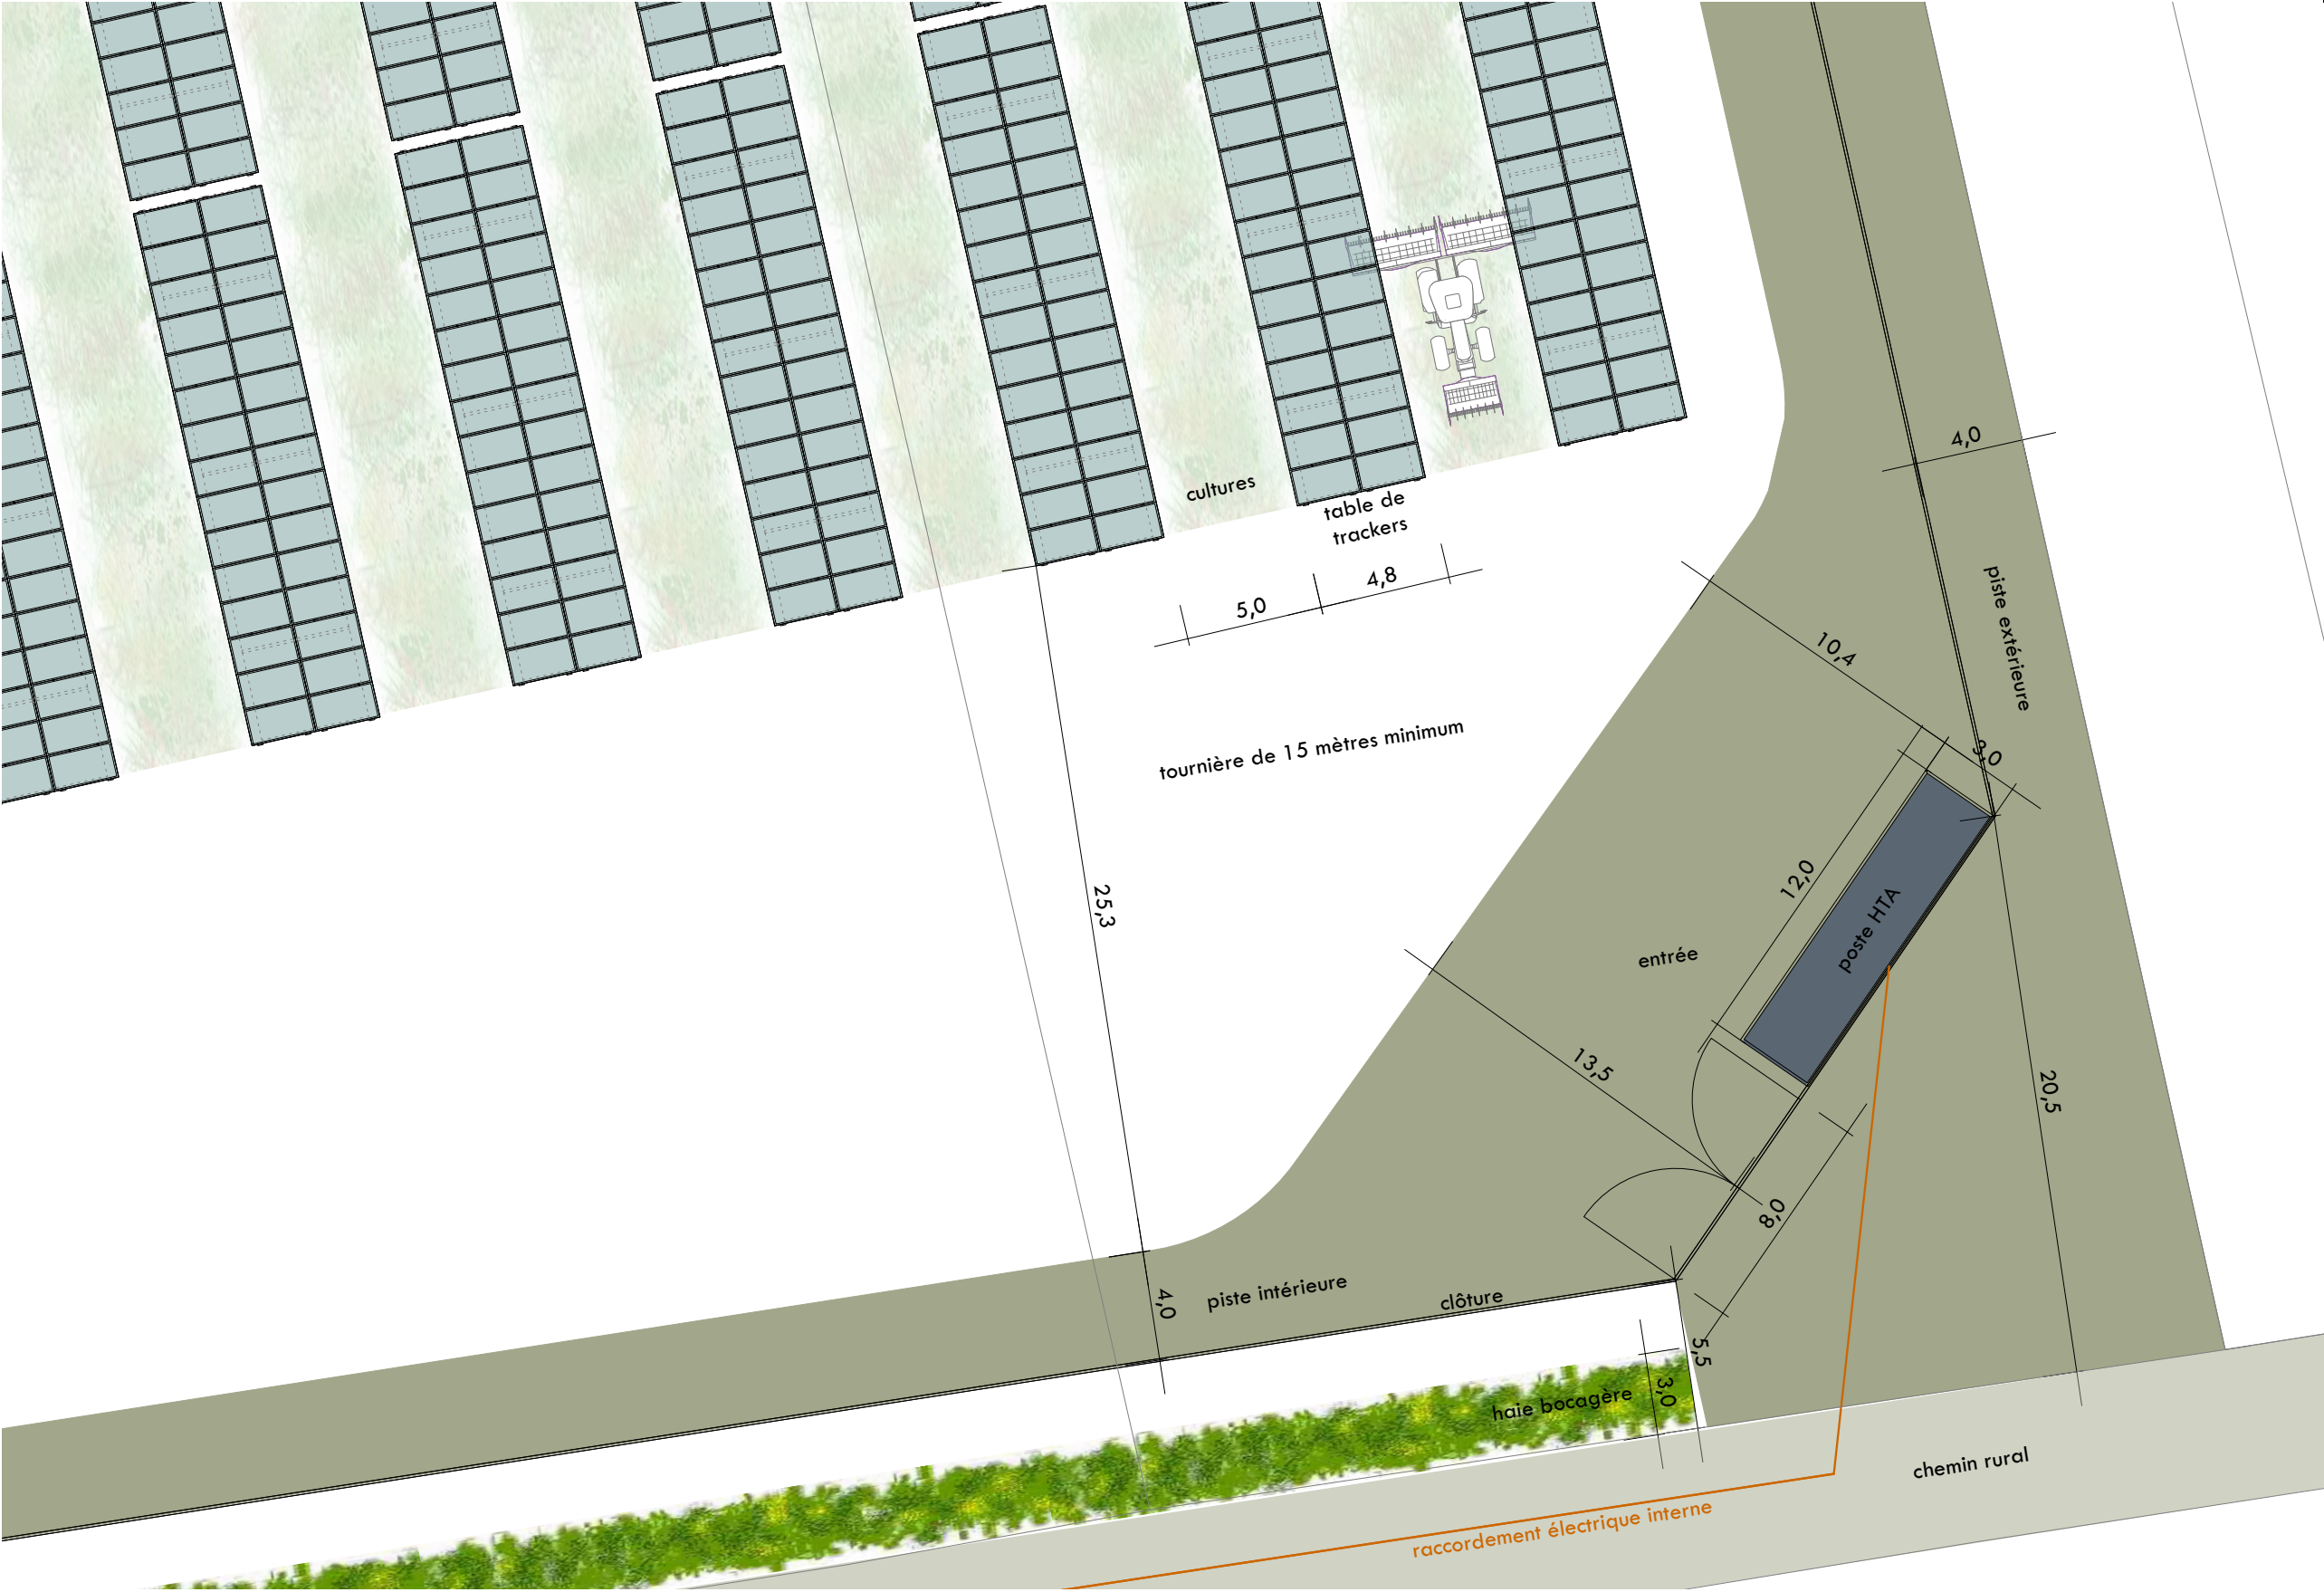 4,0
cultures
table de
trackers
5,0
4,8
piste extérieure
10,4
tournière de 15 mètres minimum
3,0
12,0
25,3
poste HTA
entrée
13,5
20,5
8,0
piste intérieure
4,0
clôture
5,5
3,0
haie bocagère
chemin rural
raccordement électrique interne